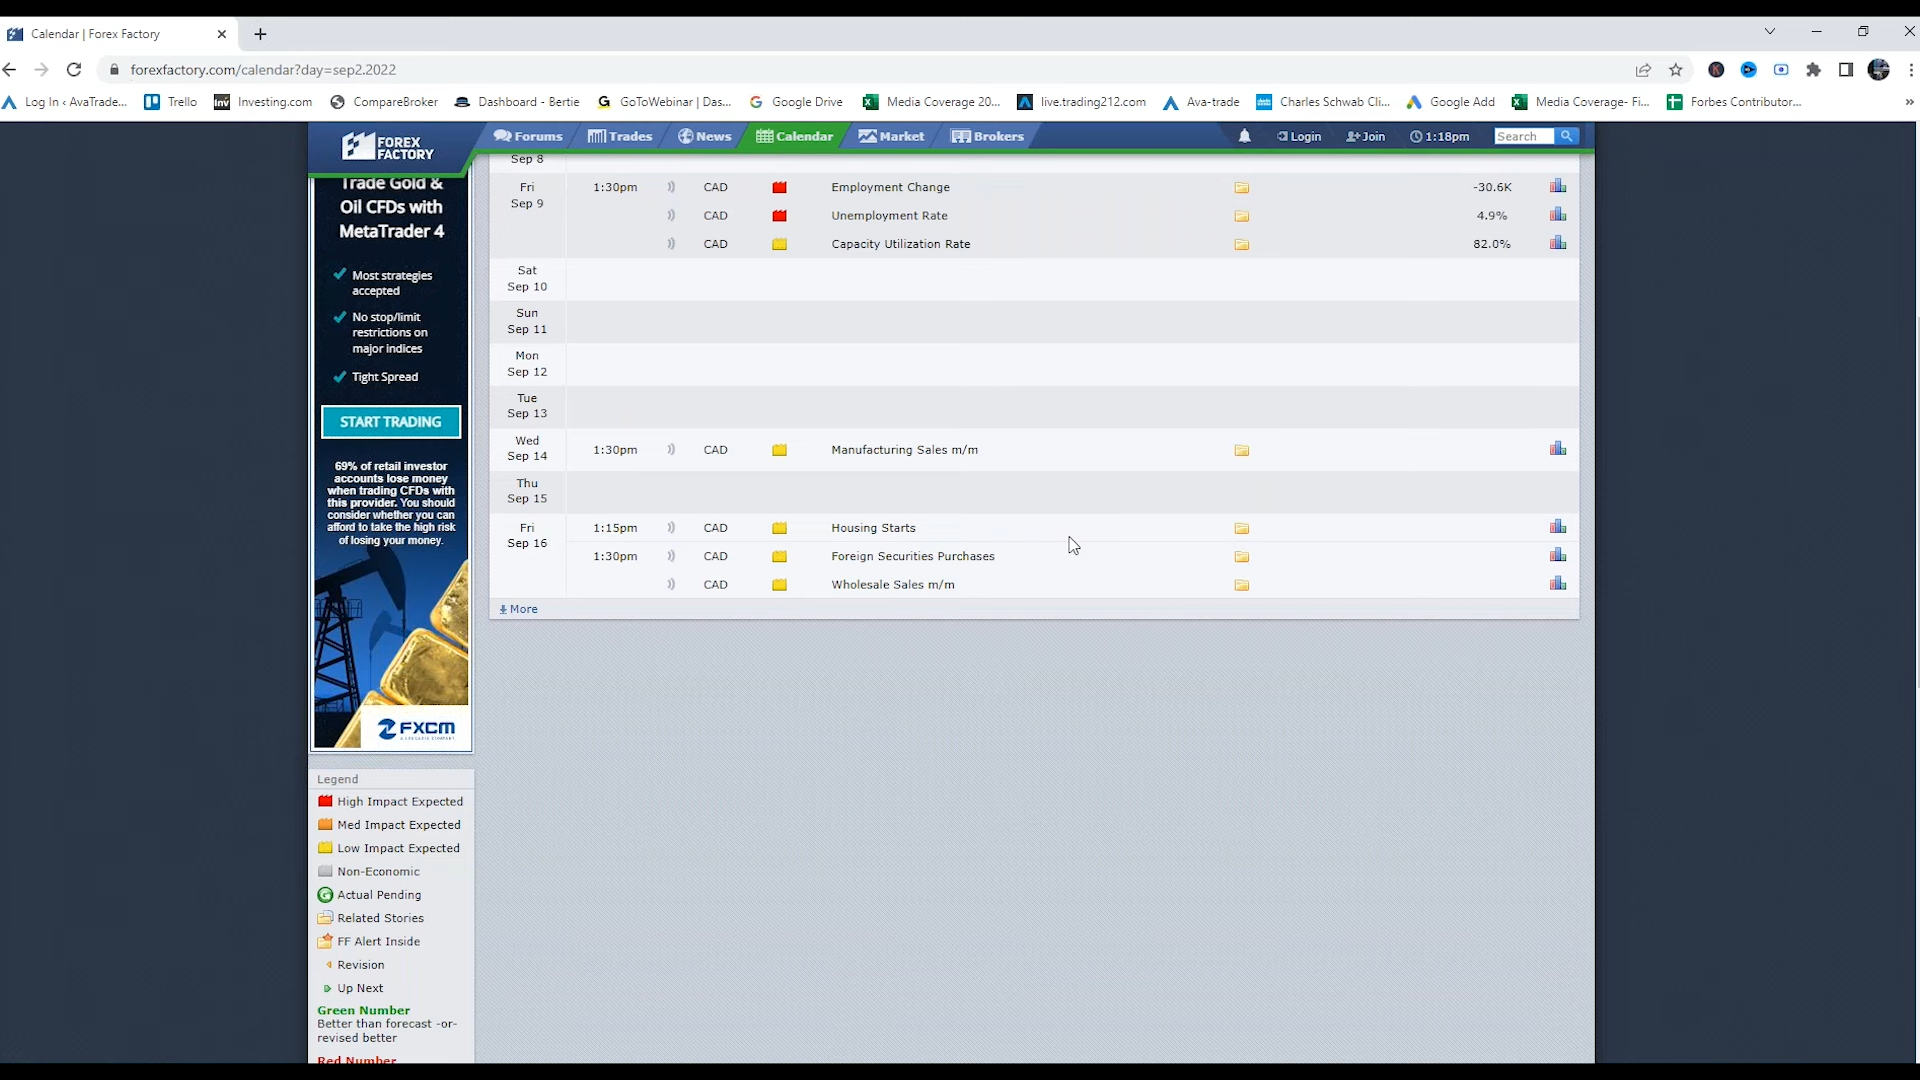 Calendar | Forex Factory
forexfactory.com/calendar?day=sep2.2022
Log In ‹ AvaTrade... Trello Investing.com CompareBroker Dashboard - Bertie GoToWebinar | Das... Google Drive Media Coverage 20... live.trading212.com Ava-trade Charles Schwab Cli... Google Add Media Coverage- Fi... Forbes Contributor... »
FOREX FACTORY Forums Trades News Calendar Market Brokers Login Join 1:18pm Search
Trade Gold &
Oil CFDs with
MetaTrader 4
Most strategies
accepted
No stop/limit
restrictions on
major indices
Tight Spread
START TRADING
69% of retail investor
accounts lose money
when trading CFDs with
this provider. You should
consider whether you can
afford to take the high risk
of losing your money.
FXCM
Sep 8
Fri
Sep 9
1:30pm CAD Employment Change -30.6K
CAD Unemployment Rate 4.9%
CAD Capacity Utilization Rate 82.0%
Sat
Sep 10
Sun
Sep 11
Mon
Sep 12
Tue
Sep 13
Wed
Sep 14
1:30pm CAD Manufacturing Sales m/m
Thu
Sep 15
Fri
Sep 16
1:15pm CAD Housing Starts
1:30pm CAD Foreign Securities Purchases
CAD Wholesale Sales m/m
More
Legend
High Impact Expected
Med Impact Expected
Low Impact Expected
Non-Economic
Actual Pending
Related Stories
FF Alert Inside
Revision
Up Next
Green Number
Better than forecast -or-
revised better
Red Number